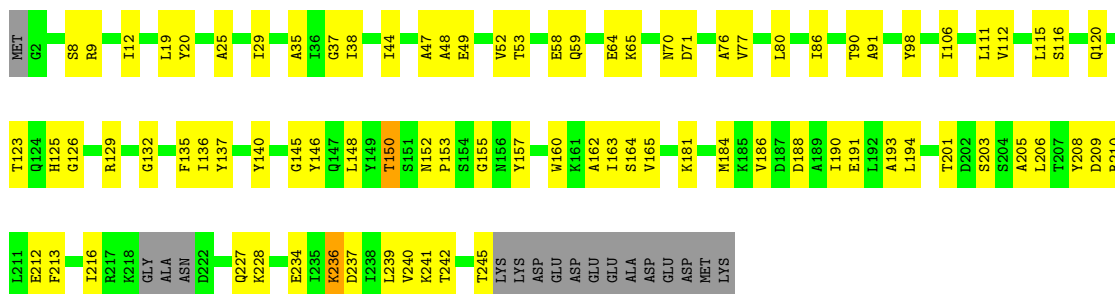 MET G2 S8 R9 I12 L19 Y20 A25 I29 A35 I36 G37 I38 I44 A47 A48 E49 V52 T53 E58 Q59 E64 K65 N70 D71 A76 V77 L80 I86 T90 A91 Y98 I106 L111 V112 L115 S116 Q120
T123 Q124 H125 G126 R129 G132 F135 I136 Y137 Y140 G145 Y146 Q147 L148 Y149 T150 S151 N152 P153 S154 G155 N156 Y157 W160 K161 A162 I163 S164 V165 K181 M184 K185 V186 D187 D188 A189 I190 E191 L192 A193 L194 T201 D202 S203 S204 A205 L206 T207 Y208 D209 R210
L211 E212 F213 I216 R217 K218 GLY ALA ASN D222 Q227 K228 E234 I235 K236 D237 I238 L239 V240 K241 T242 T245 LYS LYS ASP GLU ASP GLU GLU ALA ASP GLU ASP MET LYS